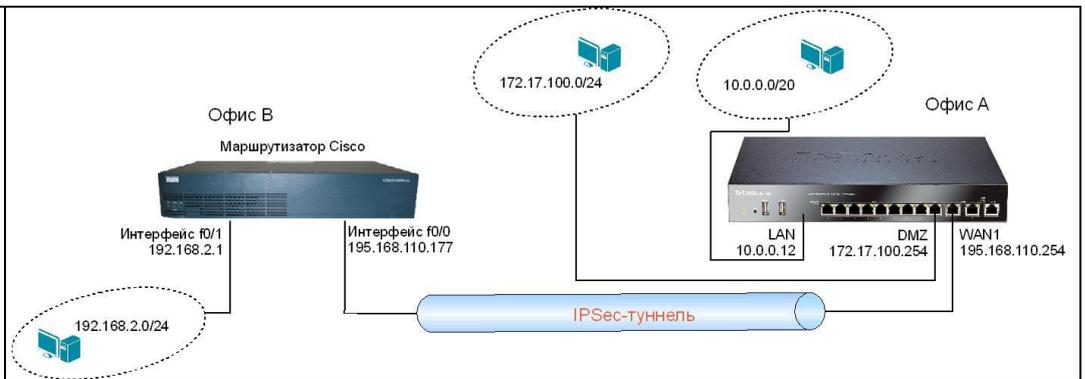 172.17.100.0/24
10.0.0.0/20
Офис А
Офис В
Маршрутизатор Cisco
D-Link
Интерфейс f0/1
192.168.2.1
Интерфейс f0/0
195.168.110.177
LAN
10.0.0.12
DMZ
172.17.100.254
WAN1
195.168.110.254
IPSec-туннель
192.168.2.0/24